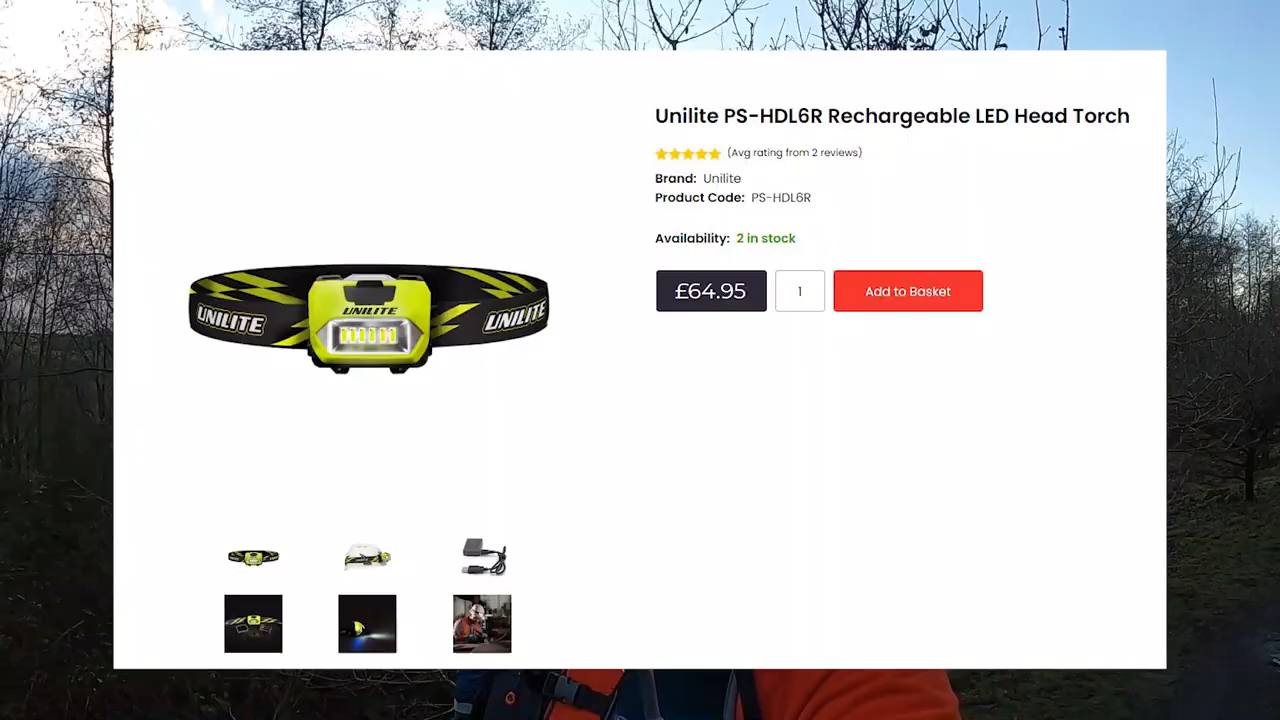 Unilite PS-HDL6R Rechargeable LED Head Torch
(Avg rating from 2 reviews)
Brand: Unilite
Product Code: PS-HDL6R
Availability: 2 in stock
£64.95
1
Add to Basket
UNILITE
UNILITE
UNILITE